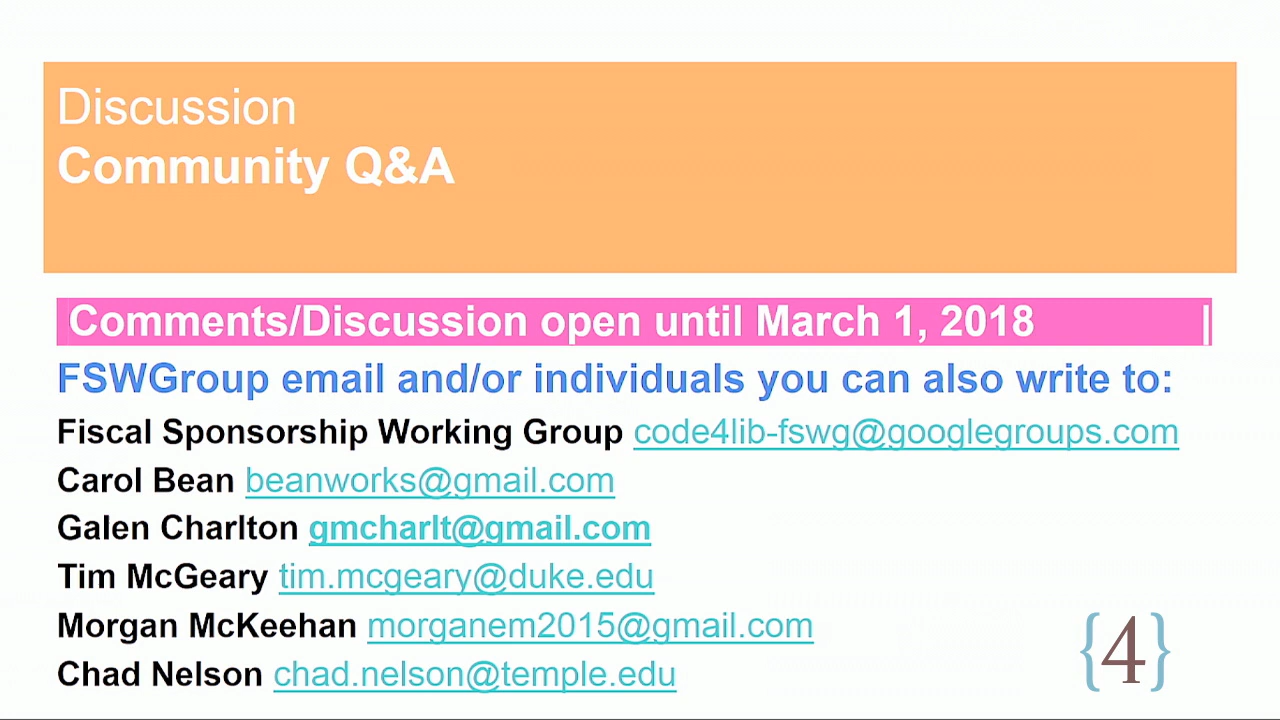 Discussion
Community Q&A
Comments/Discussion open until March 1, 2018 |
FSWGroup email and/or individuals you can also write to:
Fiscal Sponsorship Working Group code4lib-fswg@googlegroups.com
Carol Bean beanworks@gmail.com
Galen Charlton gmcharlt@gmail.com
Tim McGeary tim.mcgeary@duke.edu
Morgan McKeehan morganem2015@gmail.com
Chad Nelson chad.nelson@temple.edu
{4}